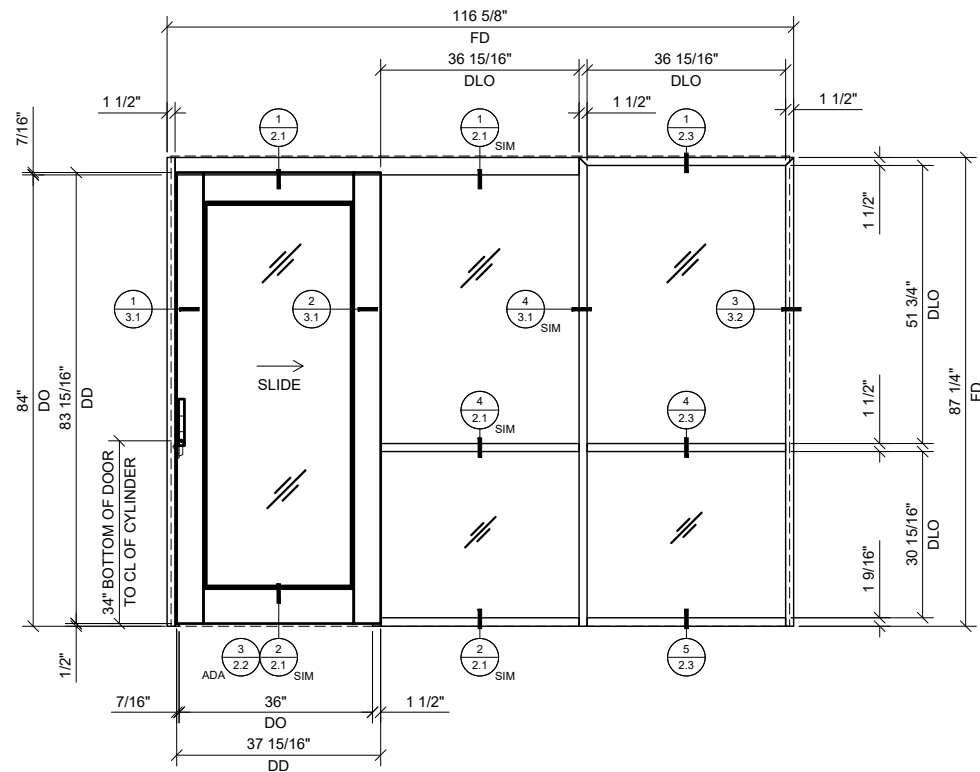 116 5/8"
FD
36 15/16"
DLO
36 15/16"
DLO
1 1/2"
1 1/2"
1 1/2"
7/16"
1
2.1
1
2.1
SIM
1
2.3
1 1/2"
1
3.1
2
3.1
4
3.1
SIM
3
3.2
51 3/4"
DLO
SLIDE
84"
DO
83 15/16"
DD
4
2.1
SIM
4
2.3
1 1/2"
87 1/4"
FD
34" BOTTOM OF DOOR
TO CL OF CYLINDER
30 15/16"
DLO
1 9/16"
1/2"
3
2.2
ADA
2
2.1
SIM
2
2.1
SIM
5
2.3
7/16"
36"
DO
1 1/2"
37 15/16"
DD